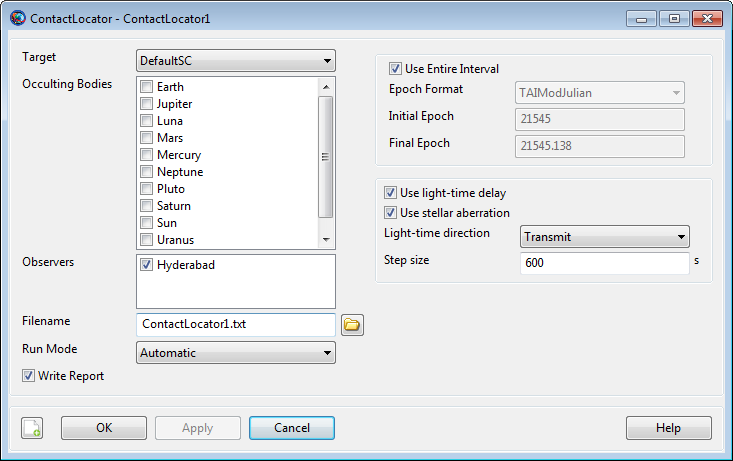 ContactLocator - ContactLocator1
Target
DefaultSC
Occulting Bodies
Earth
Jupiter
Luna
Mars
Mercury
Neptune
Pluto
Saturn
Sun
Uranus
Observers
Hyderabad
Filename
ContactLocator1.txt
Run Mode
Automatic
Write Report
Use Entire Interval
Epoch Format
TAIModJulian
Initial Epoch
21545
Final Epoch
21545.138
Use light-time delay
Use stellar aberration
Light-time direction
Transmit
Step size
600
s
OK
Apply
Cancel
Help